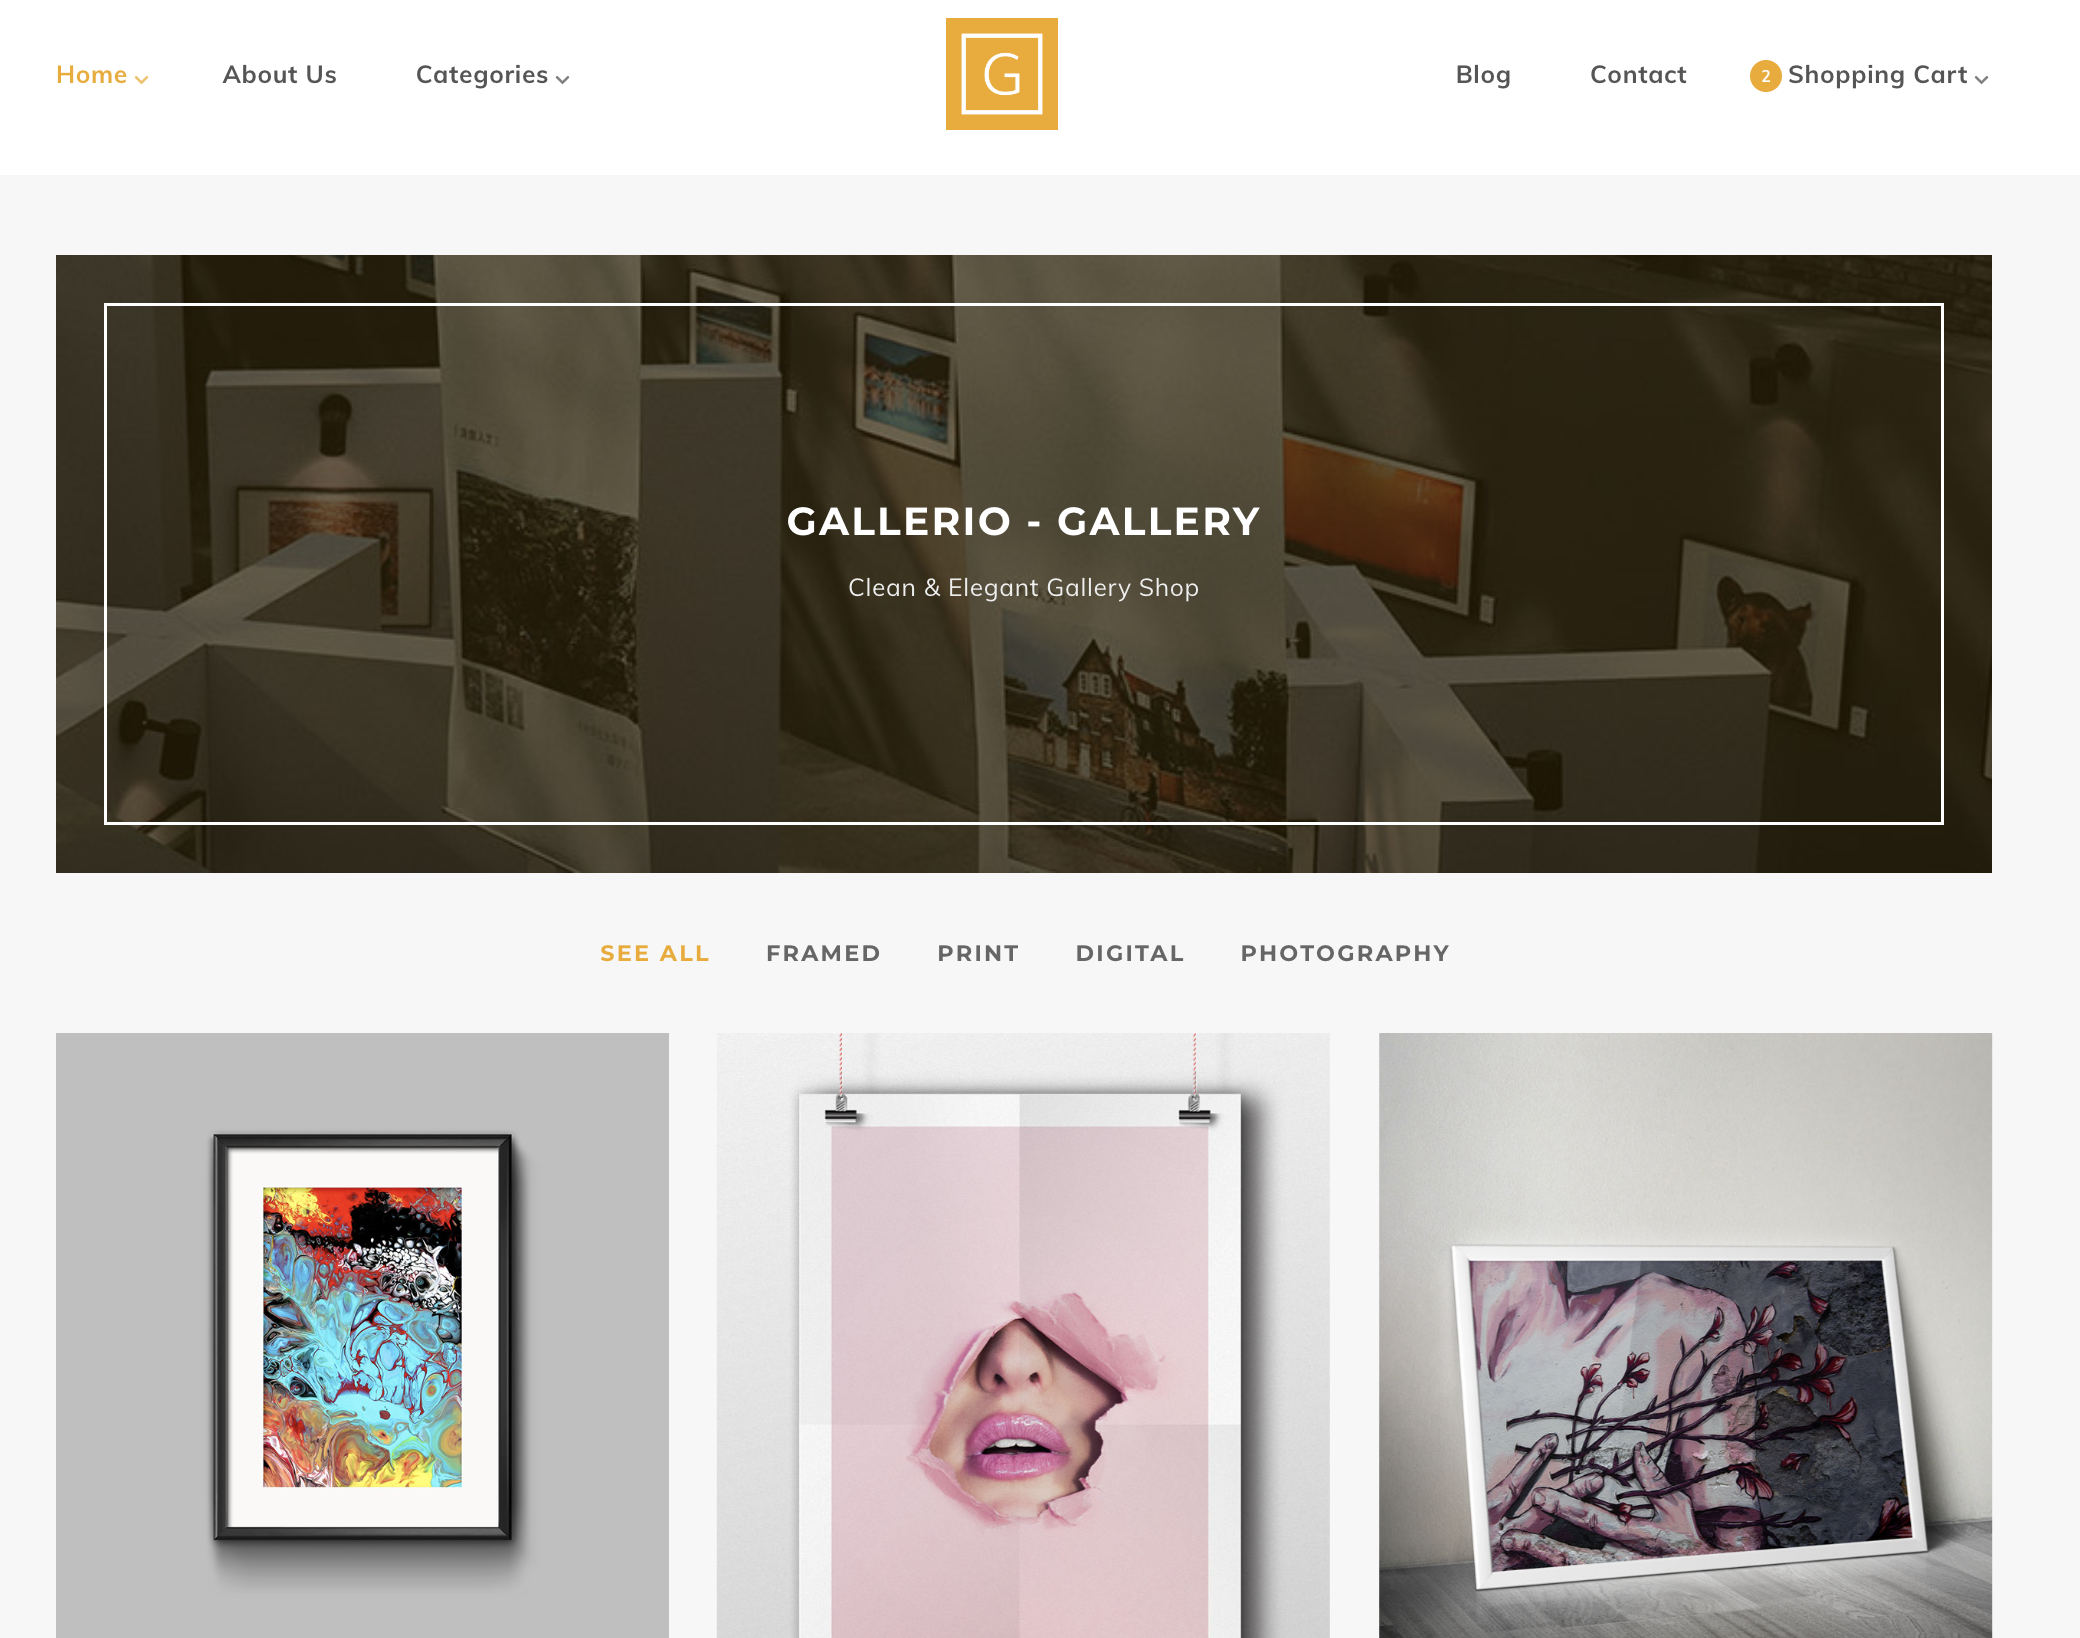 Home
About Us
Categories
G
Blog
Contact
2 Shopping Cart
GALLERIO - GALLERY
Clean & Elegant Gallery Shop
SEE ALL
FRAMED
PRINT
DIGITAL
PHOTOGRAPHY